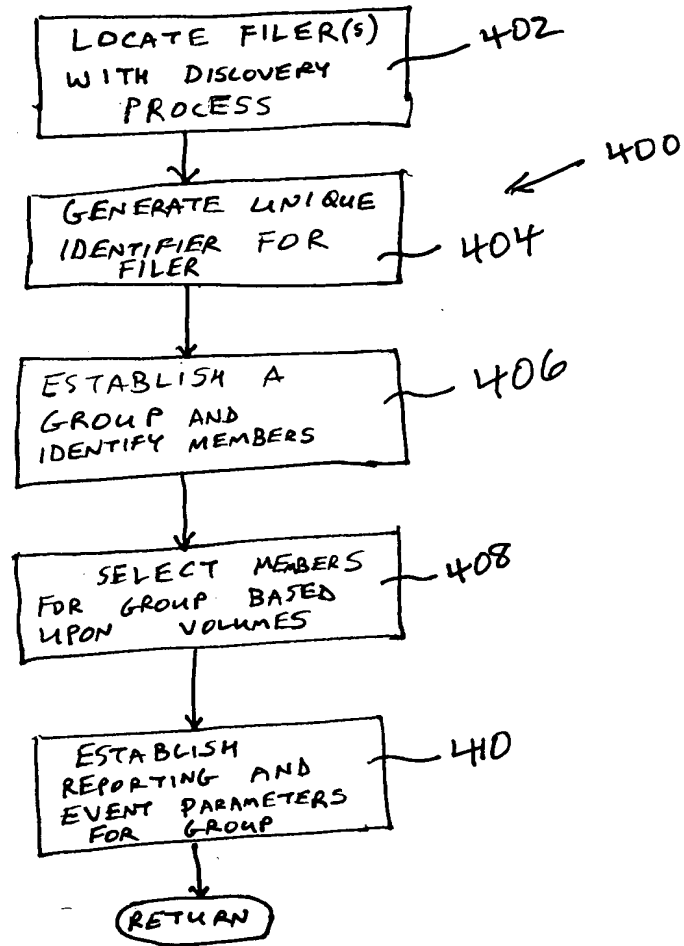 LOCATE FILER(S)
WITH DISCOVERY
PROCESS
402
400
GENERATE UNIQUE
IDENTIFIER FOR
FILER
404
ESTABLISH A
GROUP AND
IDENTIFY MEMBERS
406
SELECT MEMBERS
FOR GROUP BASED
UPON VOLUMES
408
ESTABLISH
REPORTING AND
EVENT PARAMETERS
FOR GROUP
410
RETURN